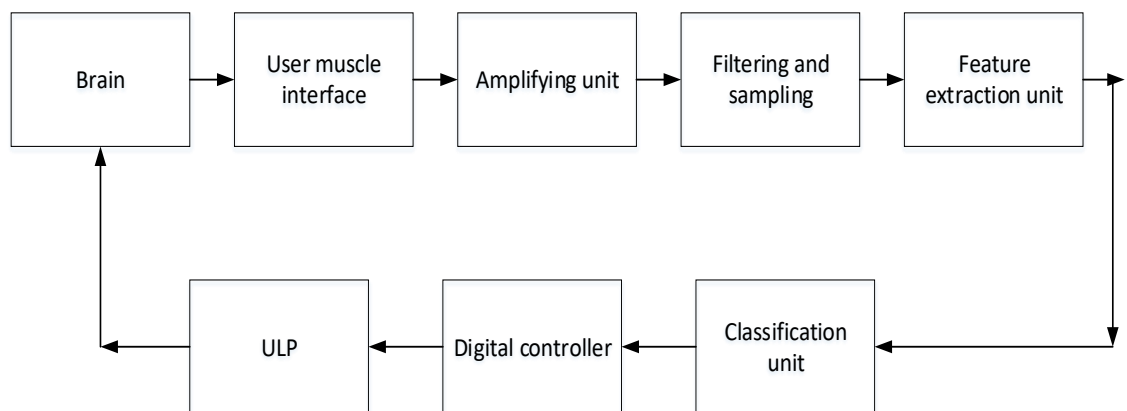 Brain
User muscle
interface
Amplifying unit
Filtering and
sampling
Feature
extraction unit
ULP
Digital controller
Classification
unit